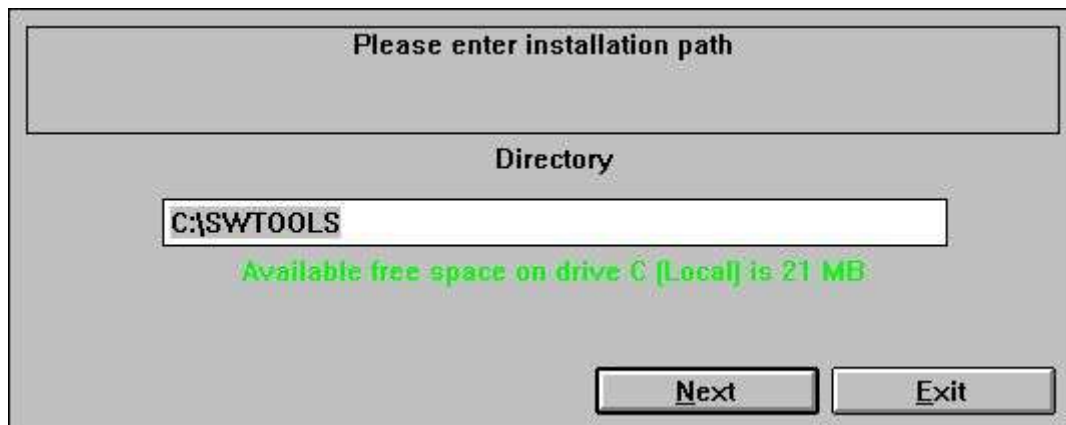 Please enter installation path
Directory
C:\SWTOOLS
Available free space on drive C (Local) is 21 MB
Next Exit